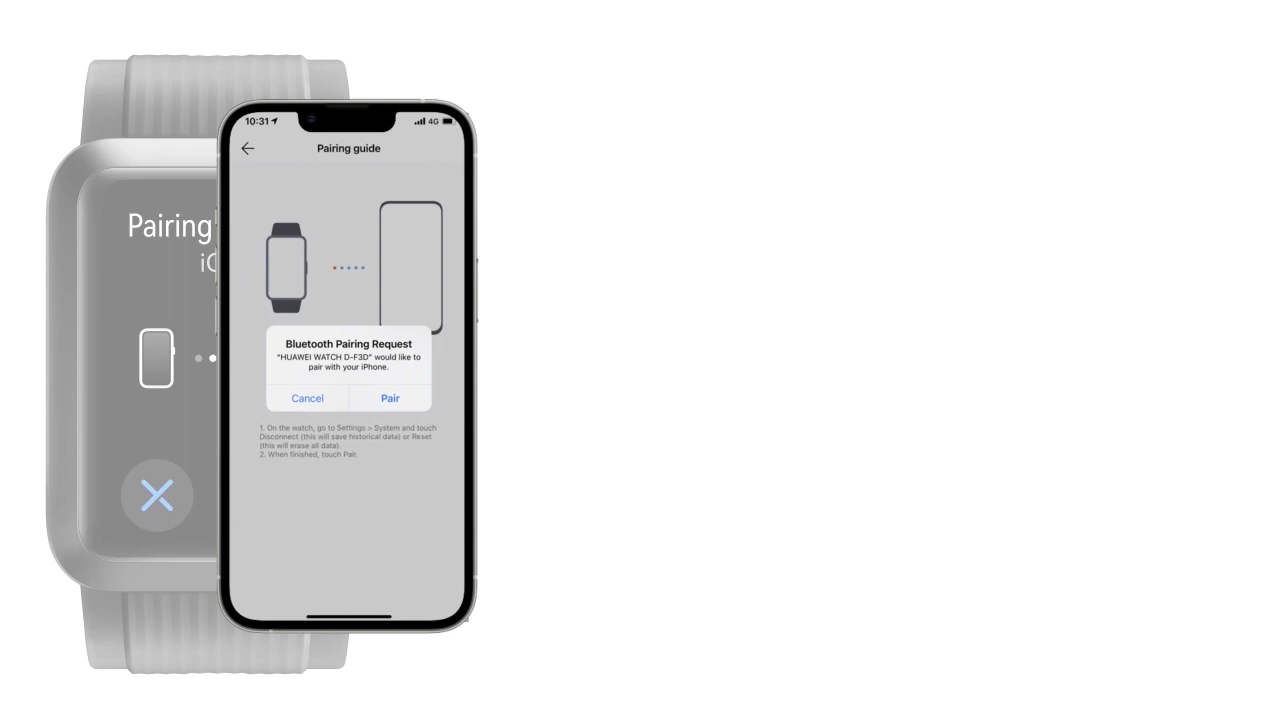 10:31
4G
Pairing guide
Pairing
Bluetooth Pairing Request
"HUAWEI WATCH D-F3D" would like to
pair with your iPhone.
Cancel
Pair
1. On the watch, go to Settings > System and touch
Disconnect (this will save historical data) or Reset
(this will erase all data).
2. When finished, touch Pair.